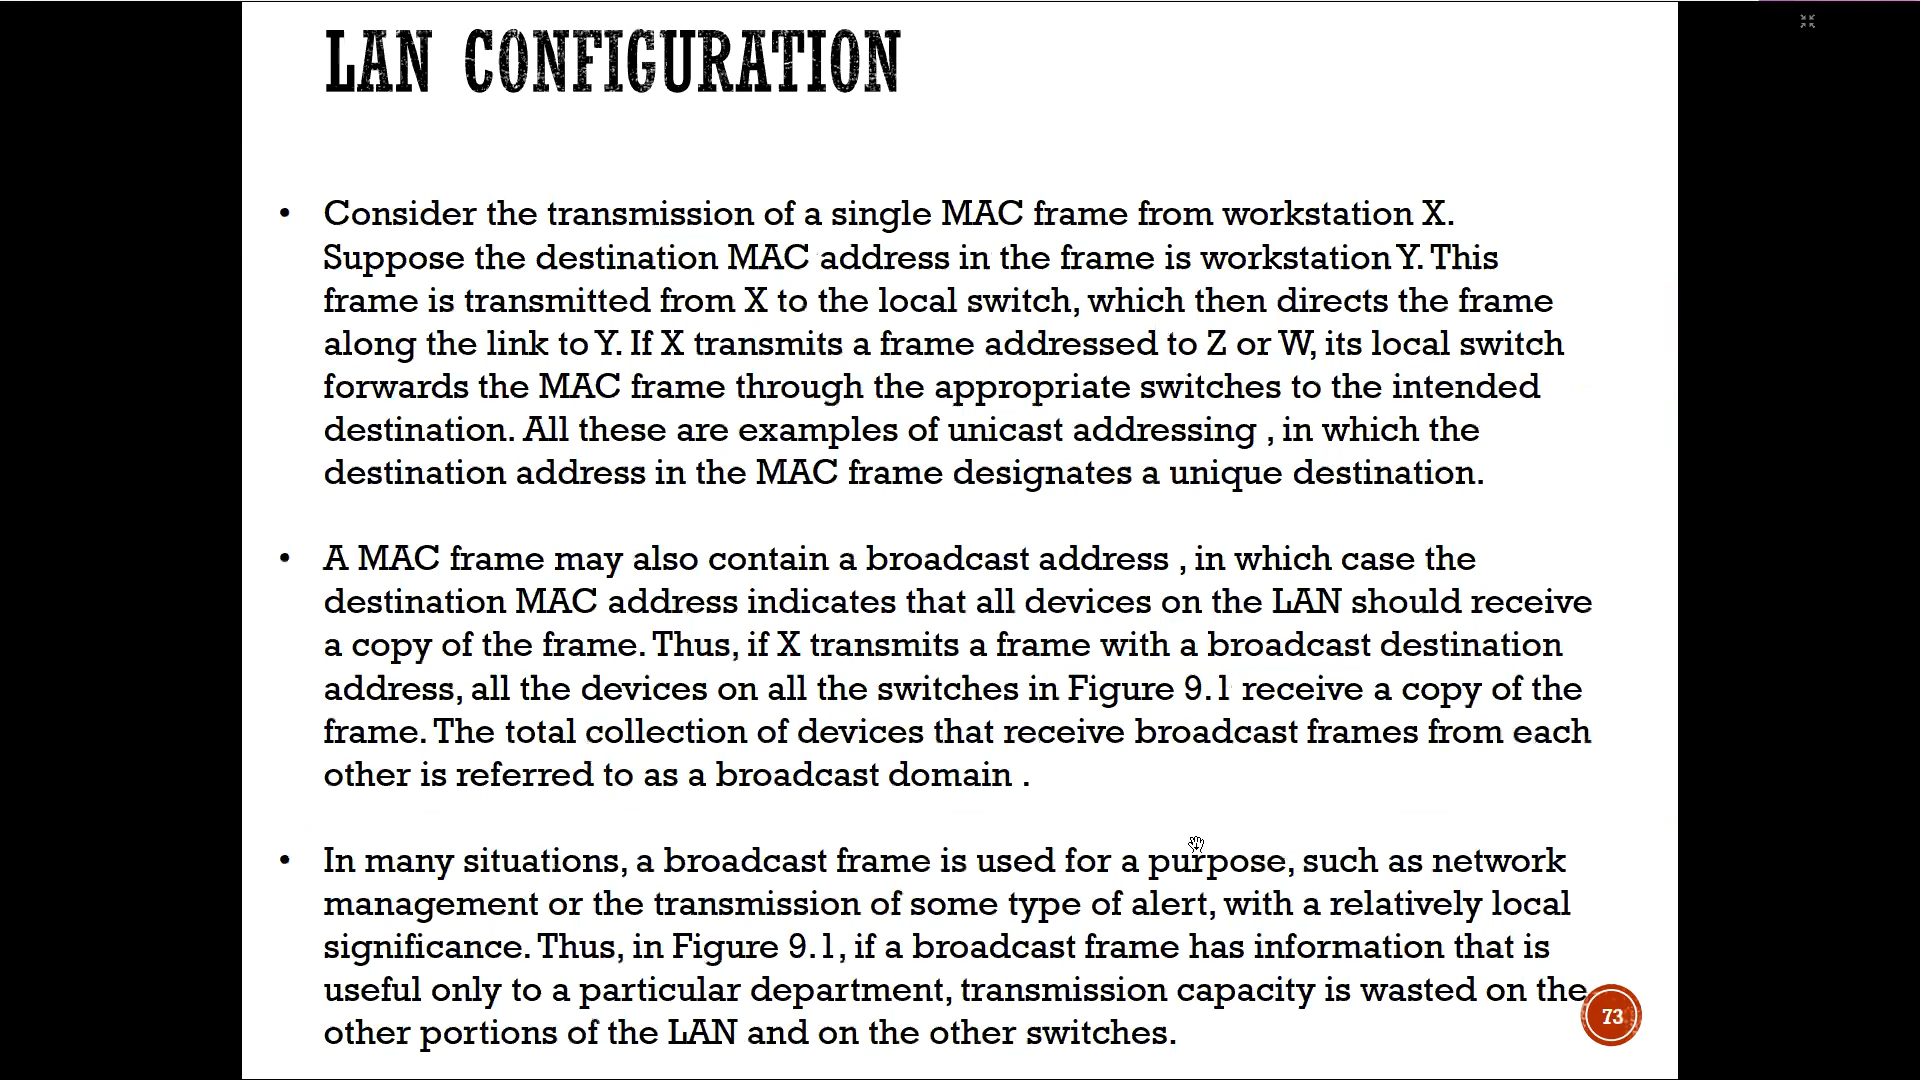 LAN CONFIGURATION
• Consider the transmission of a single MAC frame from workstation X.
Suppose the destination MAC address in the frame is workstation Y. This
frame is transmitted from X to the local switch, which then directs the frame
along the link to Y. If X transmits a frame addressed to Z or W, its local switch
forwards the MAC frame through the appropriate switches to the intended
destination. All these are examples of unicast addressing , in which the
destination address in the MAC frame designates a unique destination.
• A MAC frame may also contain a broadcast address , in which case the
destination MAC address indicates that all devices on the LAN should receive
a copy of the frame. Thus, if X transmits a frame with a broadcast destination
address, all the devices on all the switches in Figure 9.1 receive a copy of the
frame. The total collection of devices that receive broadcast frames from each
other is referred to as a broadcast domain .
• In many situations, a broadcast frame is used for a purpose, such as network
management or the transmission of some type of alert, with a relatively local
significance. Thus, in Figure 9.1, if a broadcast frame has information that is
useful only to a particular department, transmission capacity is wasted on the
other portions of the LAN and on the other switches.
73